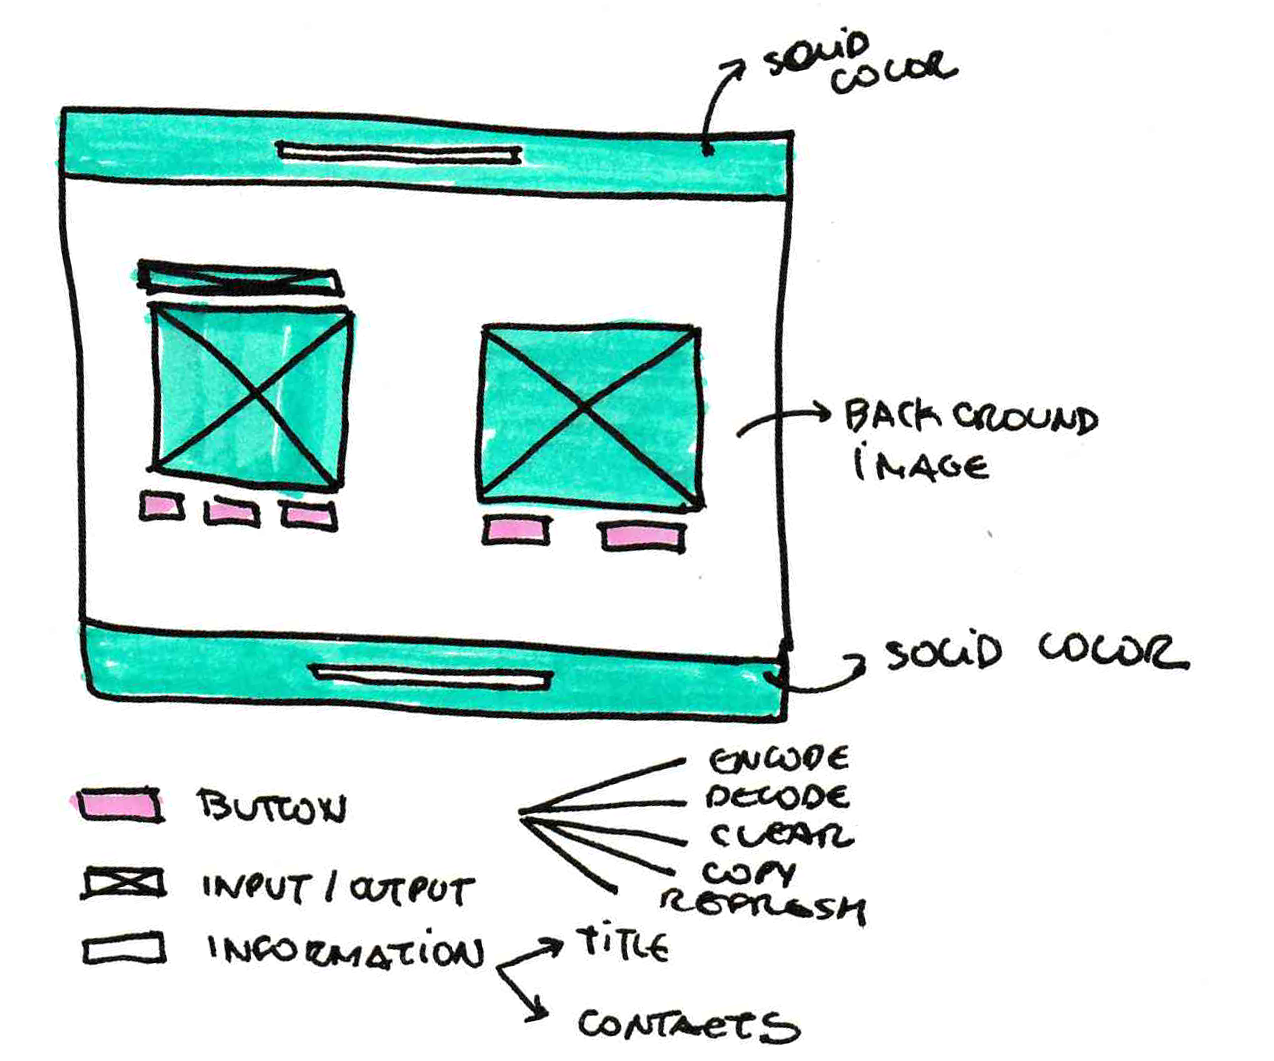 SOLID
COLOR
BACKGROUND
IMAGE
SOLID COLOR
BUTTON
ENCODE
DECODE
CLEAR
COPY
REFRESH
INPUT / OUTPUT
INFORMATION
TITLE
CONTACTS